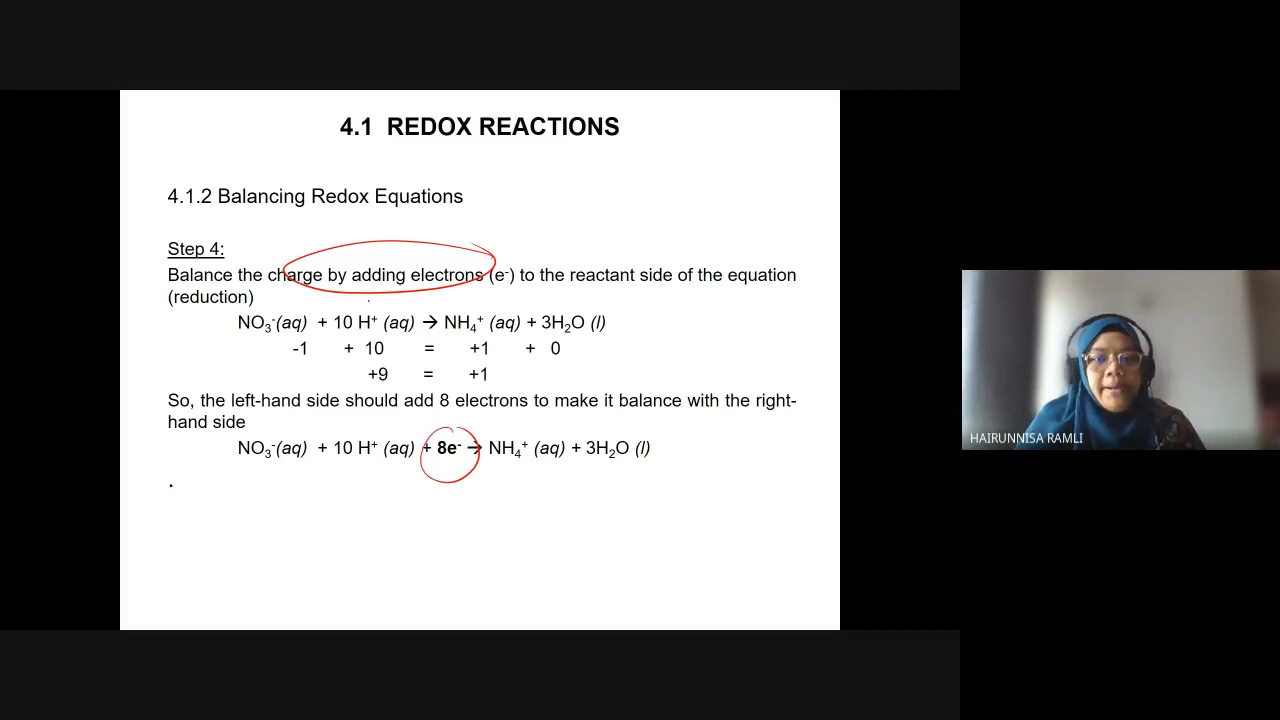 4.1 REDOX REACTIONS
4.1.2 Balancing Redox Equations
Step 4:
Balance the charge by adding electrons (e⁻) to the reactant side of the equation
(reduction)
NO₃⁻(aq) + 10 H⁺ (aq) → NH₄⁺ (aq) + 3H₂O (l)
-1 + 10 = +1 + 0
+9 = +1
So, the left-hand side should add 8 electrons to make it balance with the right-
hand side
NO₃⁻(aq) + 10 H⁺ (aq) + 8e⁻ → NH₄⁺ (aq) + 3H₂O (l)
.
HAIRUNNISA RAMLI